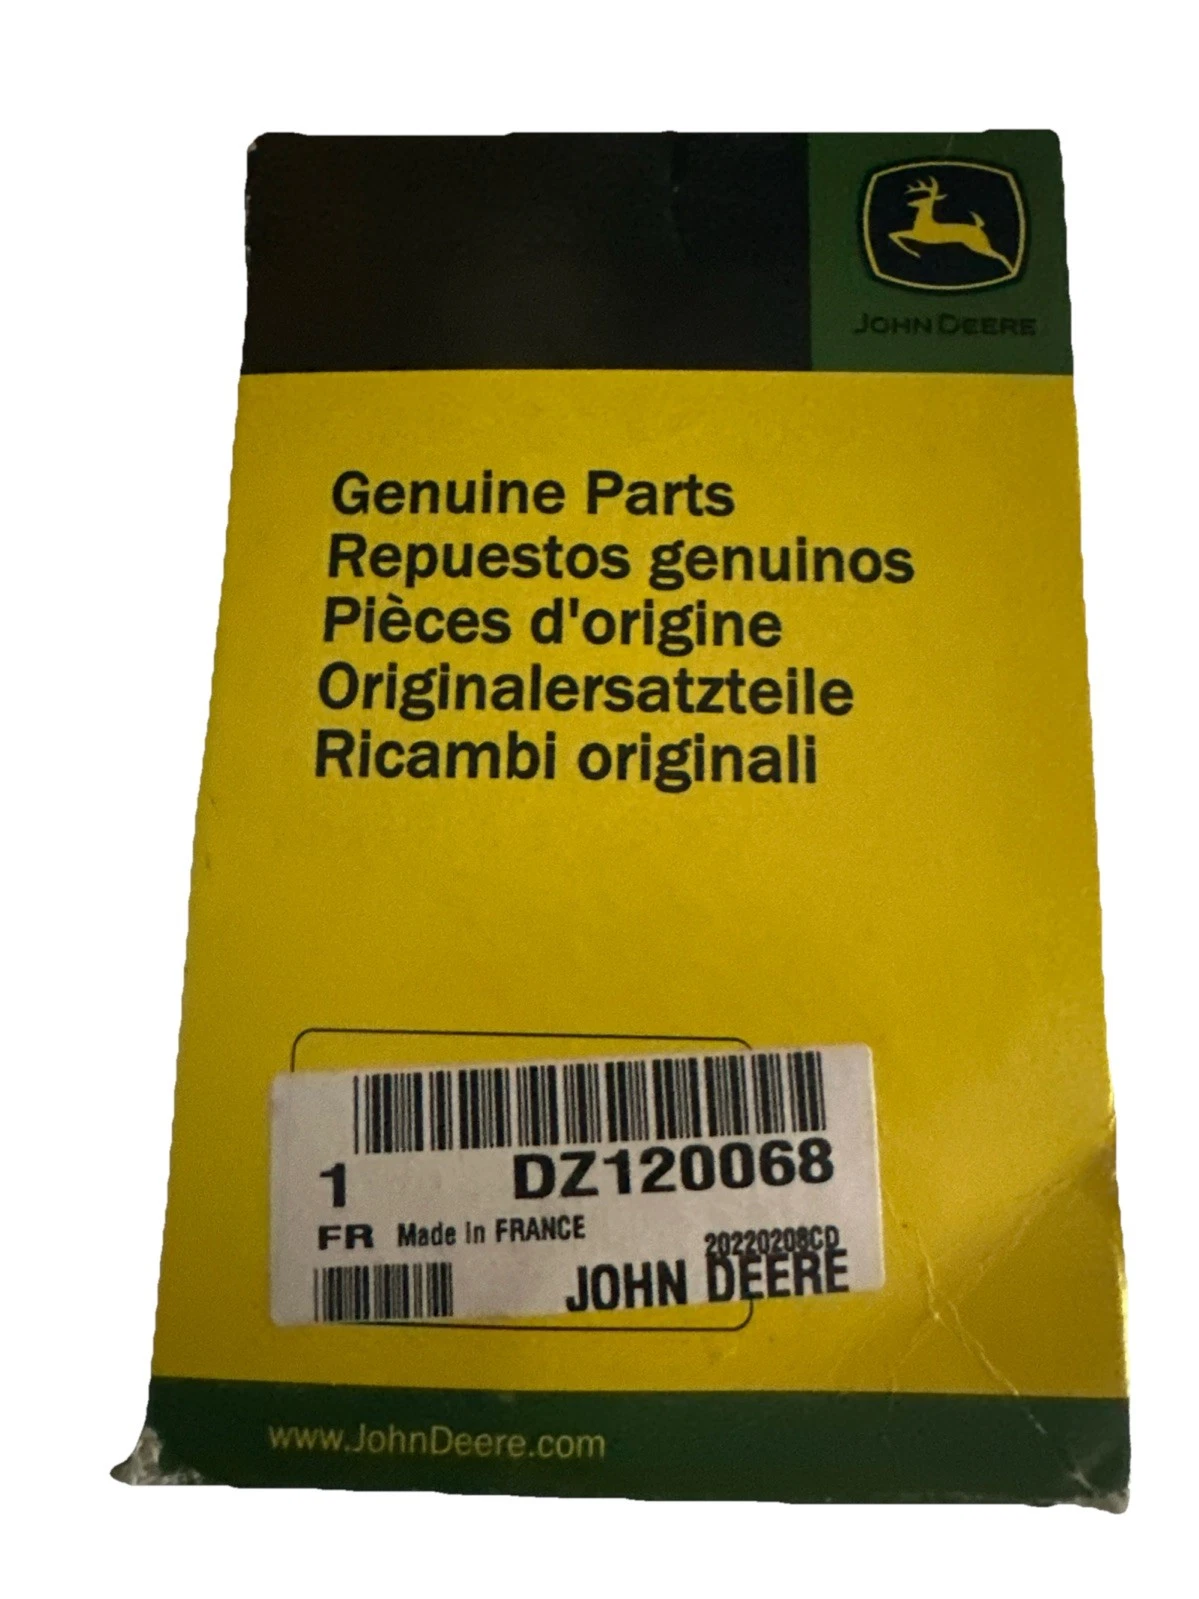 JOHN DEERE
Genuine Parts
Repuestos genuinos
Pièces d'origine
Originalersatzteile
Ricambi originali
1 DZ120068
FR Made in FRANCE
20220208CD
JOHN DEERE
www.JohnDeere.com